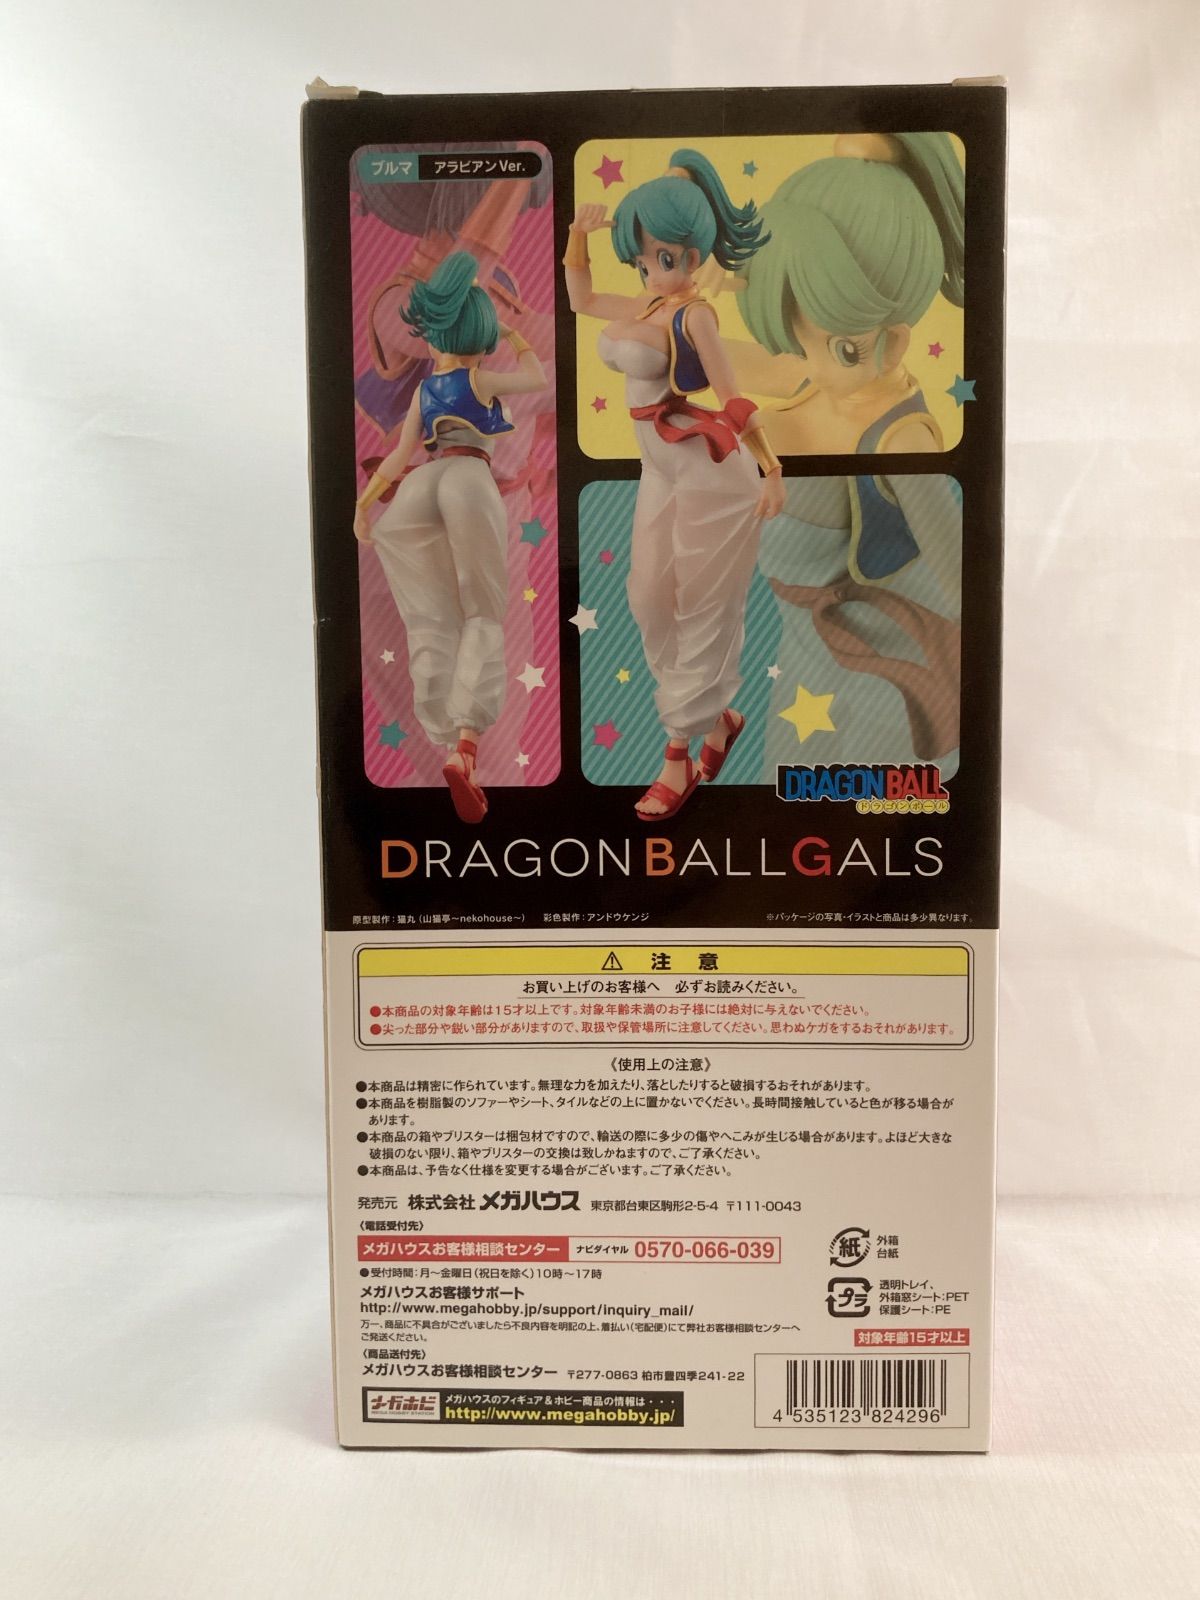 ブルマ アラビアンVer.
DRAGON BALL
ドラゴンボール
DRAGON BALL GALS
原型製作：猫丸（山猫亭〜nekohouse〜） 彩色製作：アンドウケンジ ※パッケージの写真・イラストと商品は多少異なります。
⚠ 注 意
お買い上げのお客様へ 必ずお読みください。
●本商品の対象年齢は15才以上です。対象年齢未満のお子様には絶対に与えないでください。
●尖った部分や鋭い部分がありますので、取扱や保管場所に注意してください。思わぬケガをするおそれがあります。
《使用上の注意》
●本商品は精密に作られています。無理な力を加えたり、落としたりすると破損するおそれがあります。
●本商品を樹脂製のソファーやシート、タイルなどの上に置かないでください。長時間接触していると色が移る場合が
あります。
●本商品の箱やブリスターは梱包材ですので、輸送の際に多少の傷やへこみが生じる場合があります。よほど大きな
破損のない限り、箱やブリスターの交換は致しかねますので、ご了承ください。
●本商品は、予告なく仕様を変更する場合がございます。ご了承ください。
発売元 株式会社 メガハウス 東京都台東区駒形2-5-4 〒111-0043
〈電話受付先〉
メガハウスお客様相談センター ナビダイヤル 0570-066-039
●受付時間：月〜金曜日（祝日を除く）10時〜17時
メガハウスお客様サポート
http://www.megahobby.jp/support/inquiry_mail/
万一、商品に不具合がございましたら不良内容を明記の上、着払い（宅配便）にて弊社お客様相談センターへ
ご発送ください。
〈商品送付先〉
メガハウスお客様相談センター 〒277-0863 柏市豊四季241-22
メガホビ
MEGA HOBBY STATION
メガハウスのフィギュア＆ホビー商品の情報は・・・
http://www.megahobby.jp/
紙
外箱
台紙
プラ
透明トレイ、
外箱窓シート：PET
保護シート：PE
対象年齢15才以上
4 535123 824296